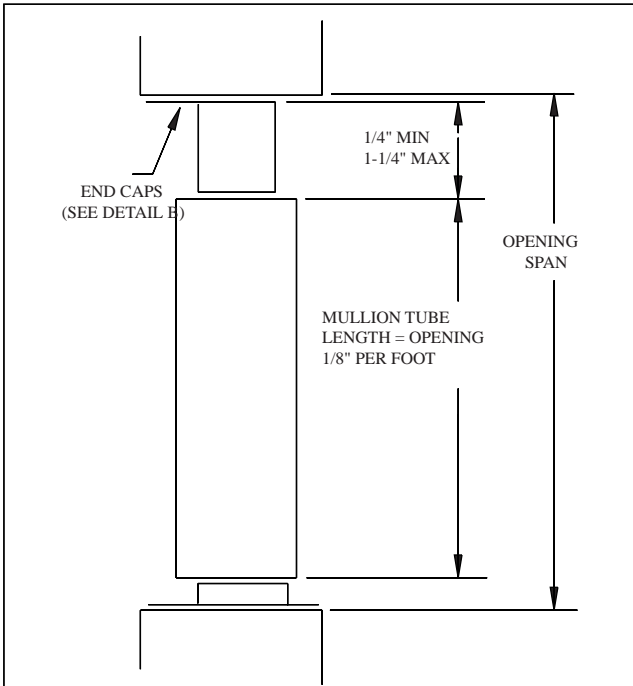 1/4" MIN
1-1/4" MAX
END CAPS
(SEE DETAIL B)
OPENING
SPAN
MULLION TUBE
LENGTH = OPENING
1/8" PER FOOT